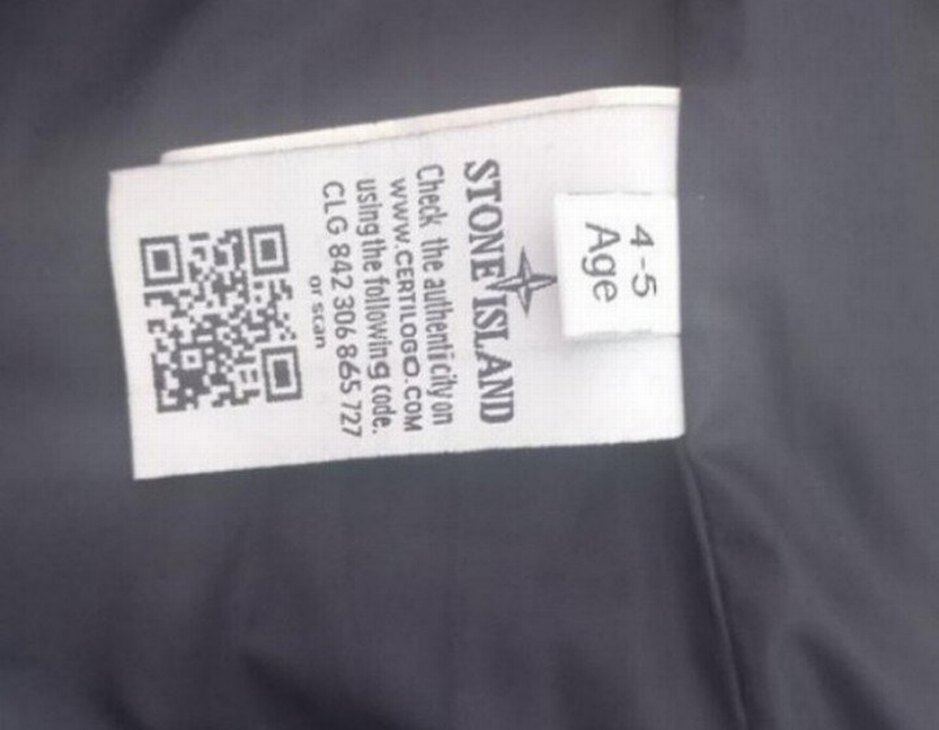 4-5
Age
STONE ISLAND
Check the authenticity on
WWW.CERTILOGO.COM
using the following code.
CLG 842 306 865 727
or scan